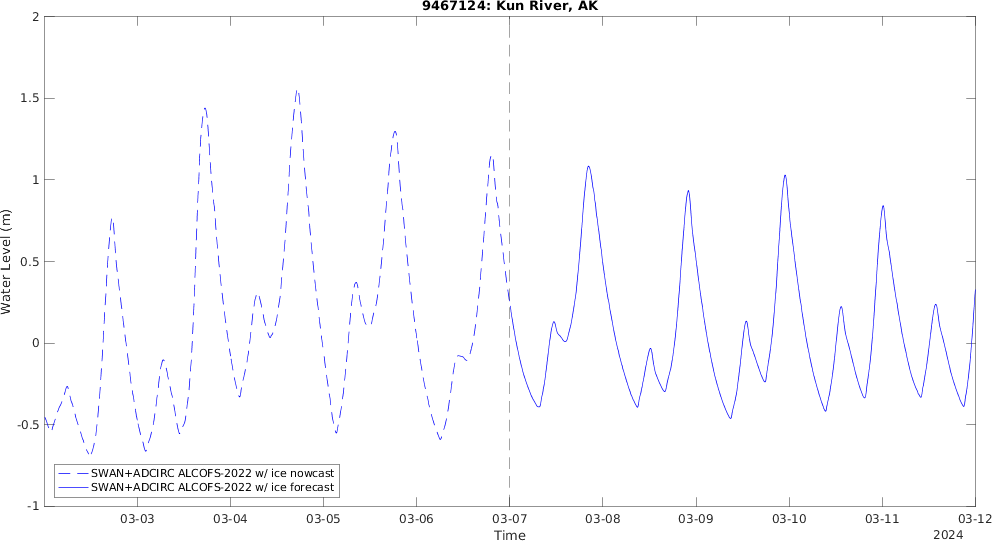 9467124: Kun River, AK
2
1.5
1
0.5
0
-0.5
-1
Water Level (m)
SWAN+ADCIRC ALCOFS-2022 w/ ice nowcast
SWAN+ADCIRC ALCOFS-2022 w/ ice forecast
03-03 03-04 03-05 03-06 03-07 03-08 03-09 03-10 03-11 03-12
Time
2024